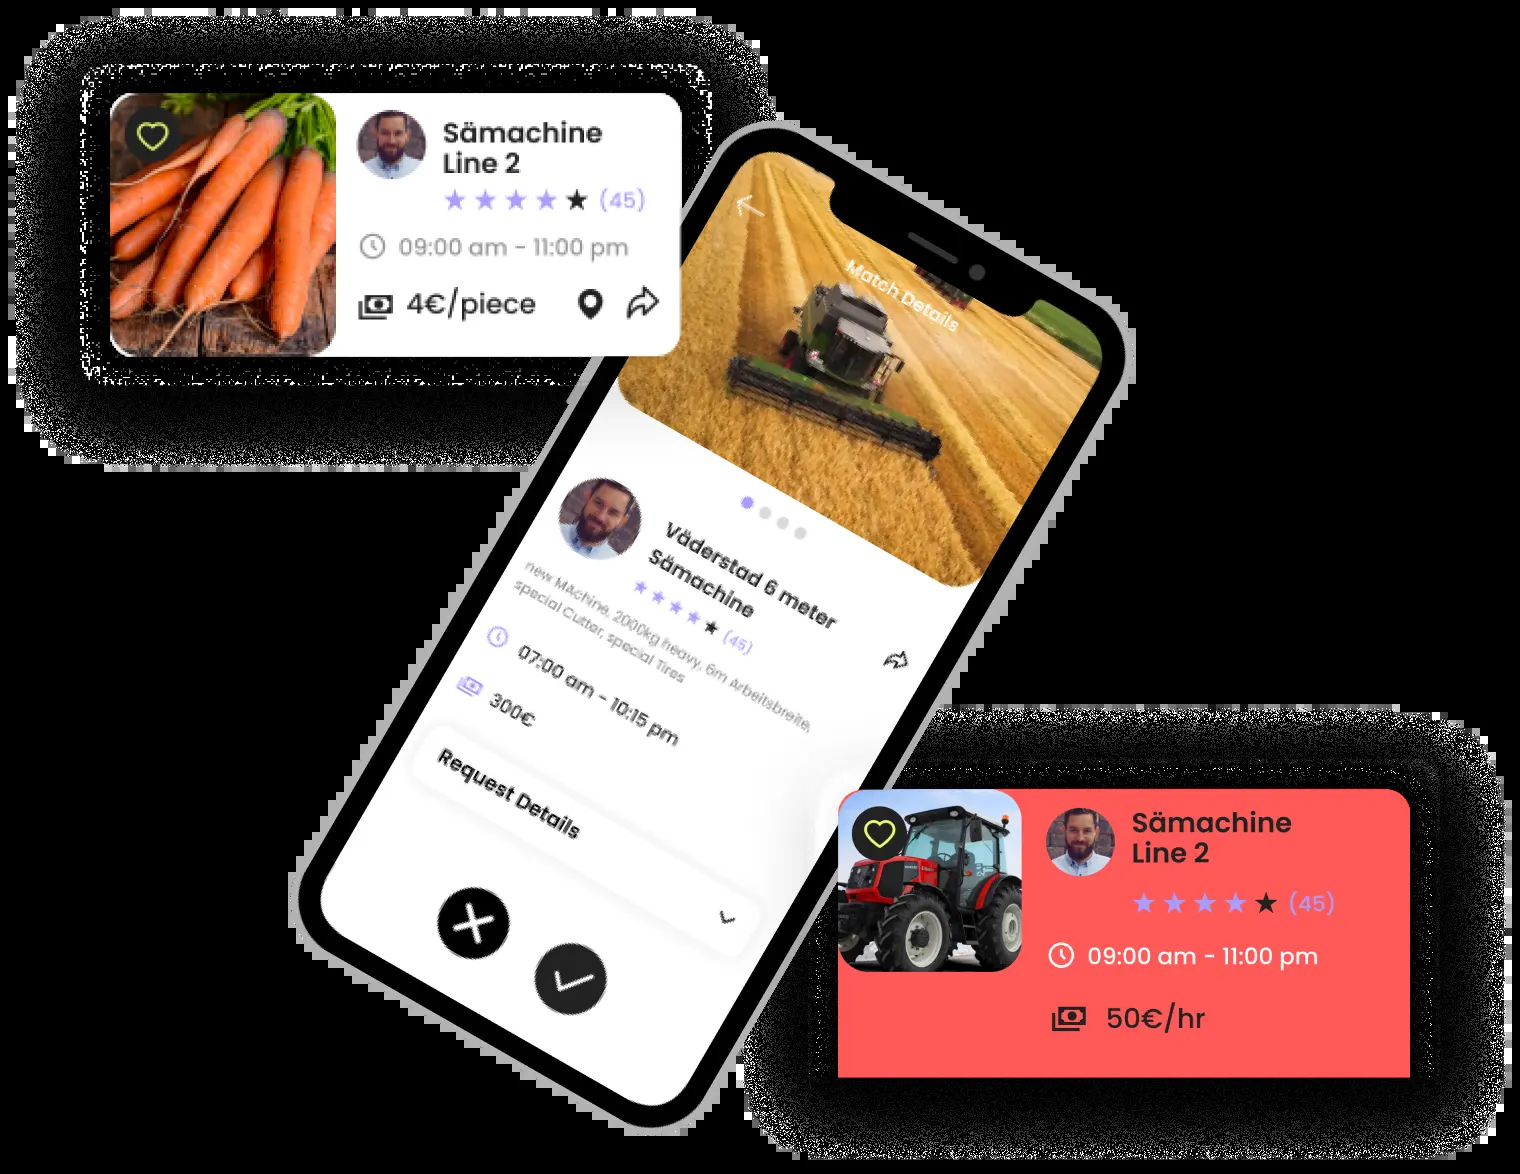 Sämachine
Line 2
(45)
09:00 am - 11:00 pm
4€/piece
Match Details
Väderstad 6 meter
Sämachine
(45)
new MAchine, 2000kg heavy, 6m Arbeitsbreite,
special Cutter, special Tires
07:00 am - 10:15 pm
300€
Request Details
Sämachine
Line 2
(45)
09:00 am - 11:00 pm
50€/hr